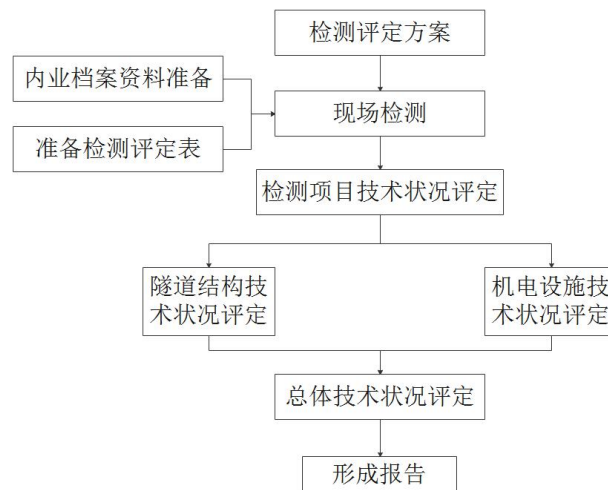 检测评定方案
内业档案资料准备
现场检测
准备检测评定表
检测项目技术状况评定
隧道结构技
术状况评定
机电设施技
术状况评定
总体技术状况评定
形成报告